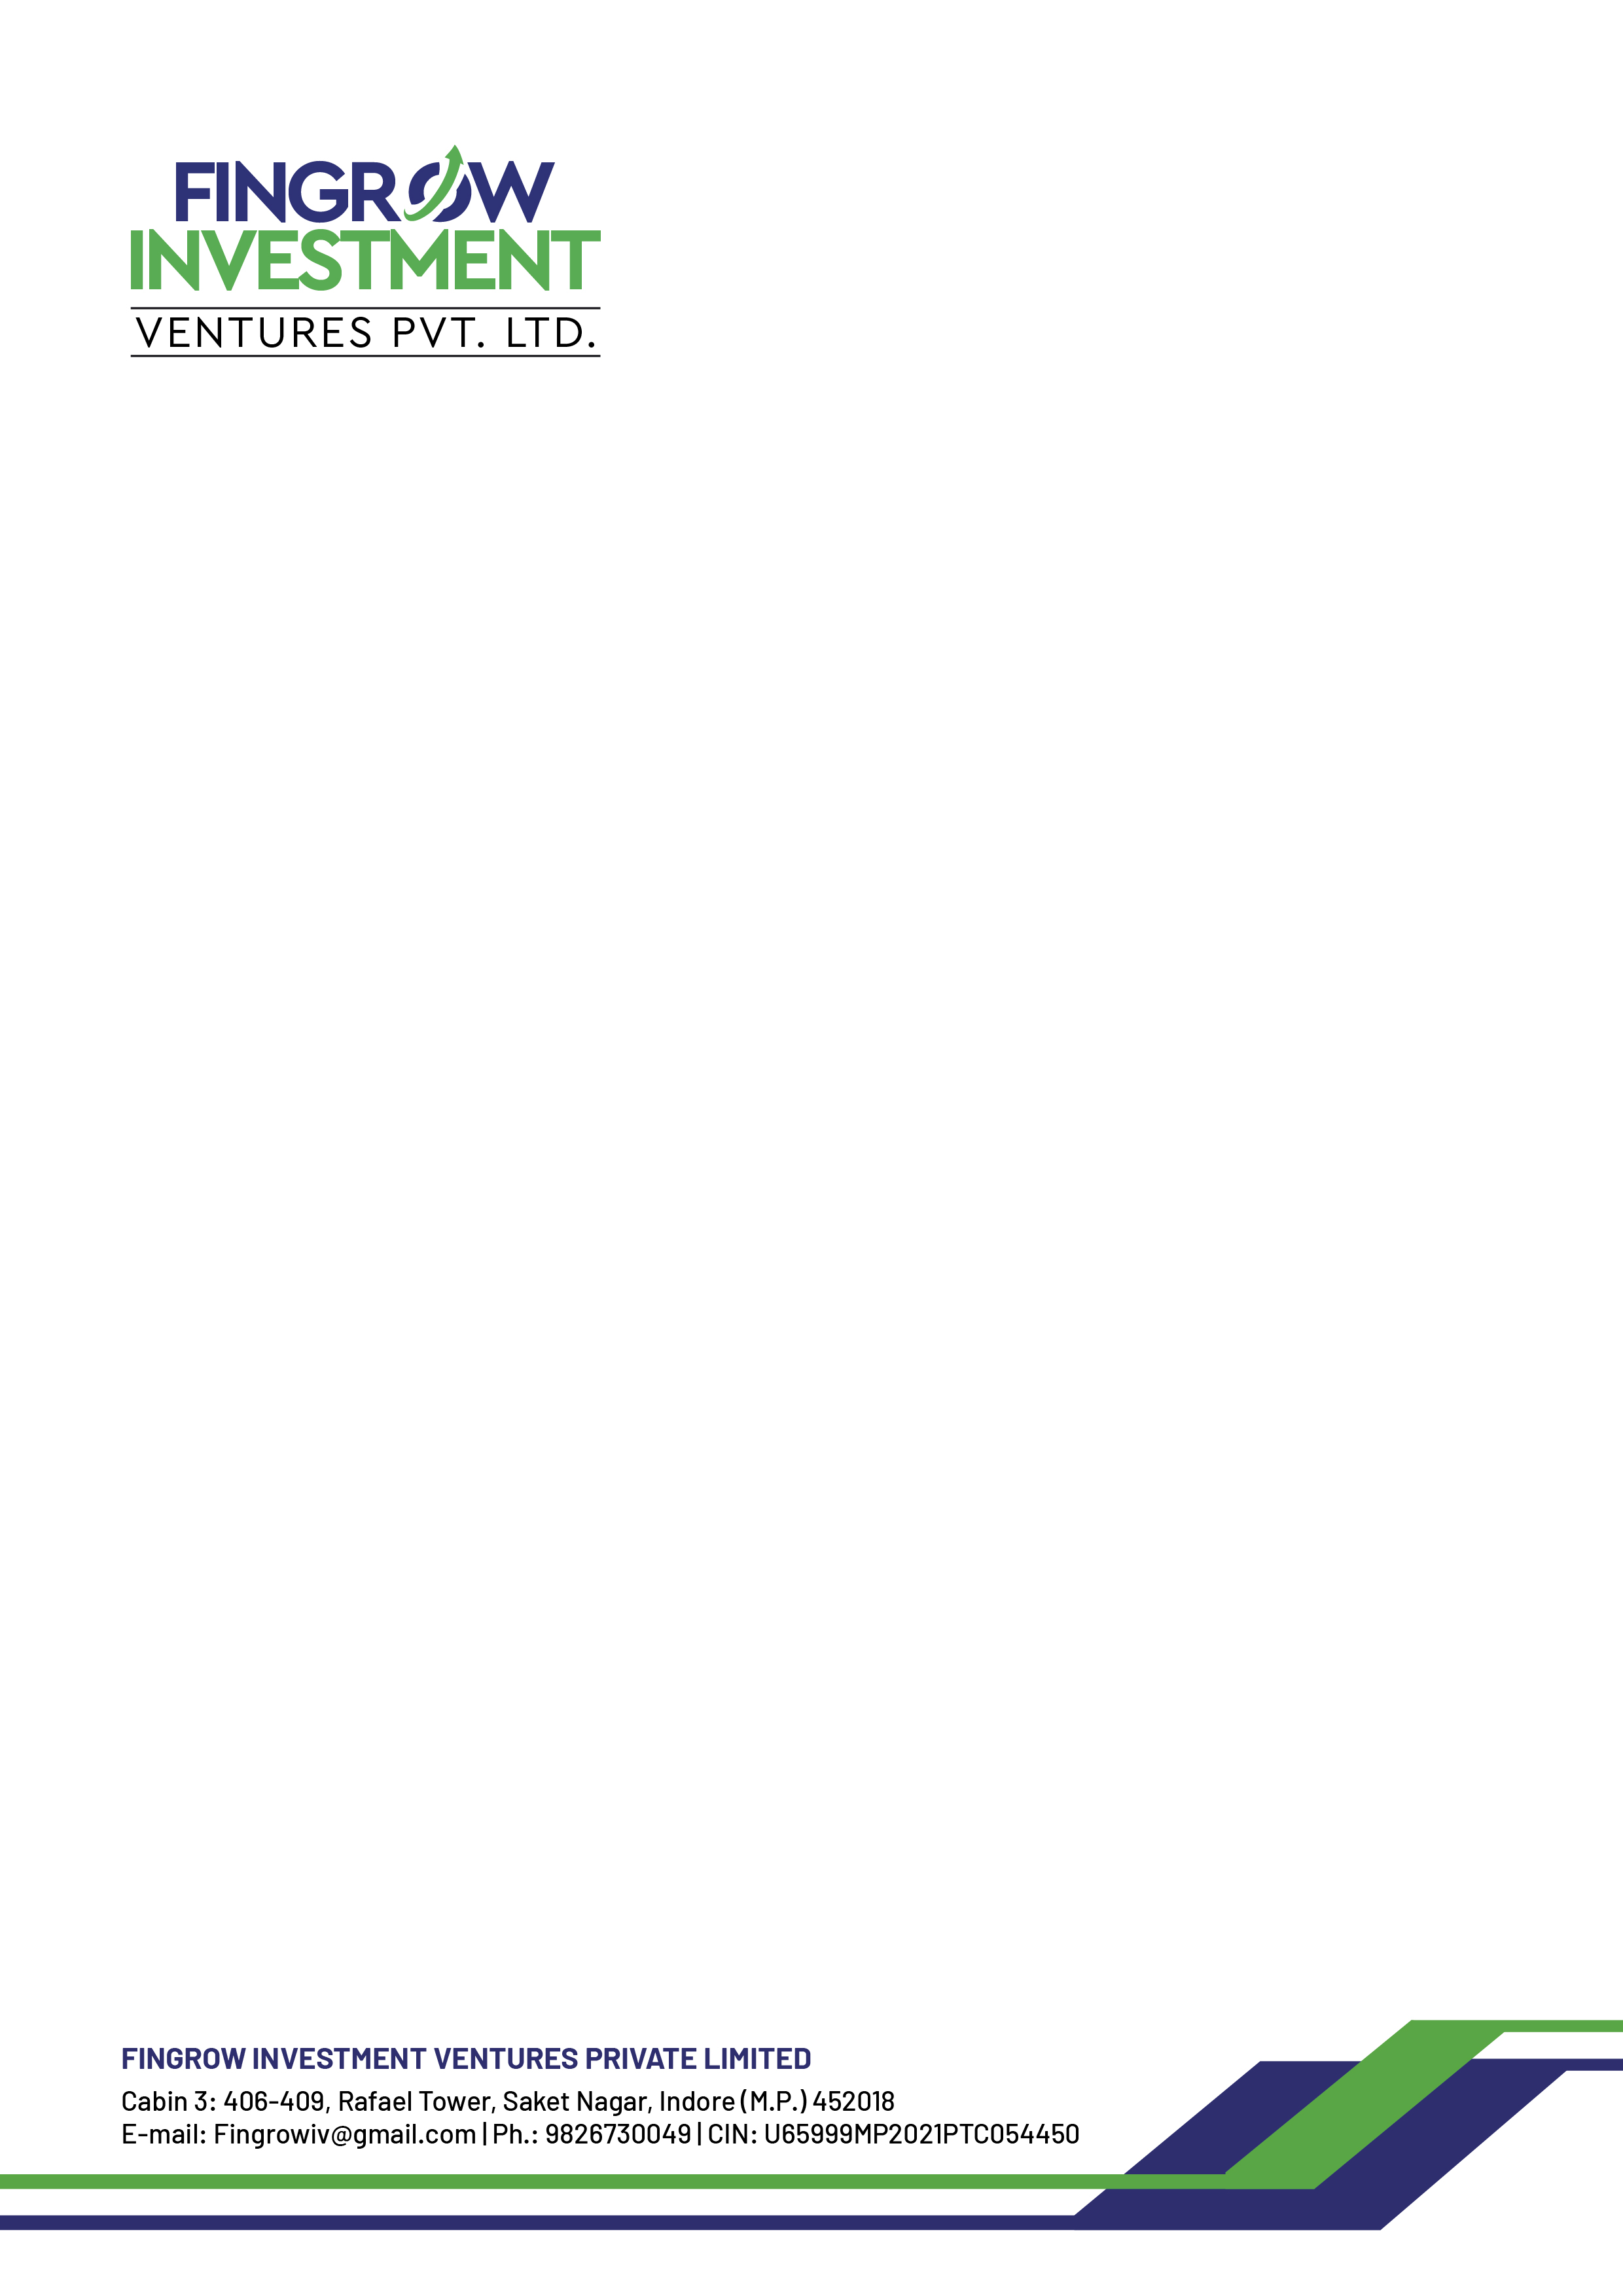 FINGROW
INVESTMENT
VENTURES PVT. LTD.
FINGROW INVESTMENT VENTURES PRIVATE LIMITED
Cabin 3: 406-409, Rafael Tower, Saket Nagar, Indore (M.P.) 452018
E-mail: Fingrowiv@gmail.com | Ph.: 9826730049 | CIN: U65999MP2021PTC054450